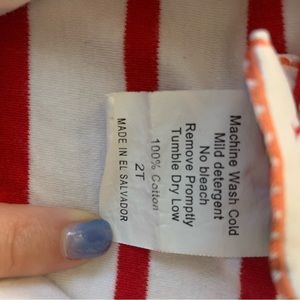 Machine Wash Cold
Mild detergent
No bleach
Remove Promptly
Tumble Dry Low
100% Cotton
2T
MADE IN EL SALVADOR